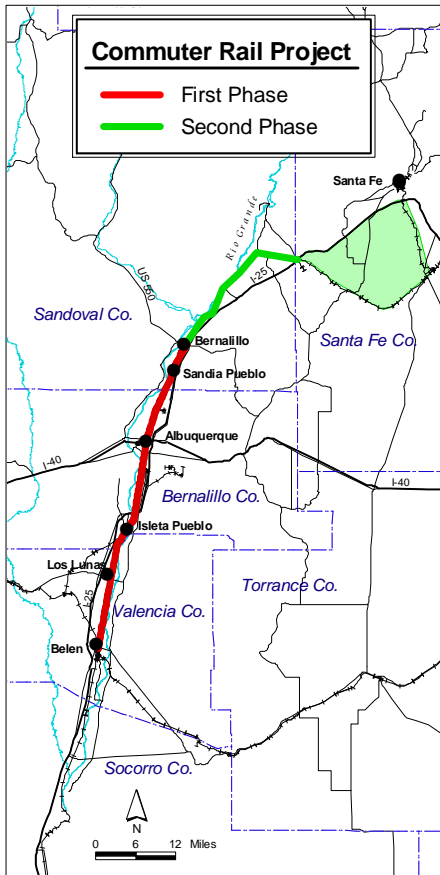 Commuter Rail Project
First Phase
Second Phase
Santa Fe
Rio Grande
I-25
US 550
Sandoval Co.
Santa Fe Co.
Bernalillo
Sandia Pueblo
Albuquerque
I-40
I-40
Bernalillo Co.
Isleta Pueblo
Los Lunas
Torrance Co.
I-25
Valencia Co.
Belen
Socorro Co.
N
0 6 12 Miles